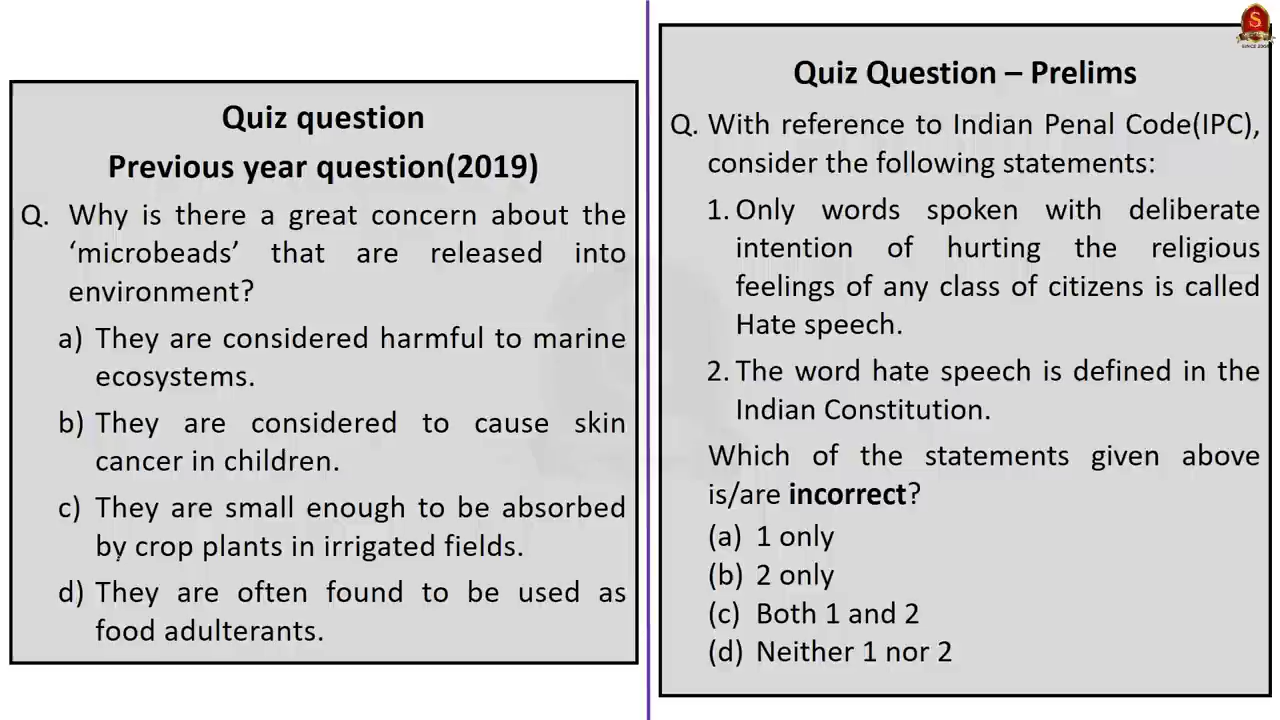 Quiz question
Previous year question(2019)
Q. Why is there a great concern about the
‘microbeads’ that are released into
environment?
a) They are considered harmful to marine
ecosystems.
b) They are considered to cause skin
cancer in children.
c) They are small enough to be absorbed
by crop plants in irrigated fields.
d) They are often found to be used as
food adulterants.
Quiz Question – Prelims
Q. With reference to Indian Penal Code(IPC),
consider the following statements:
1. Only words spoken with deliberate
intention of hurting the religious
feelings of any class of citizens is called
Hate speech.
2. The word hate speech is defined in the
Indian Constitution.
Which of the statements given above
is/are incorrect?
(a) 1 only
(b) 2 only
(c) Both 1 and 2
(d) Neither 1 nor 2
S